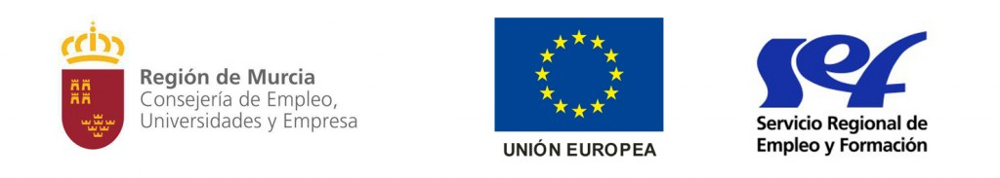 Región de Murcia
Consejería de Empleo,
Universidades y Empresa
UNIÓN EUROPEA
sef
Servicio Regional de
Empleo y Formación